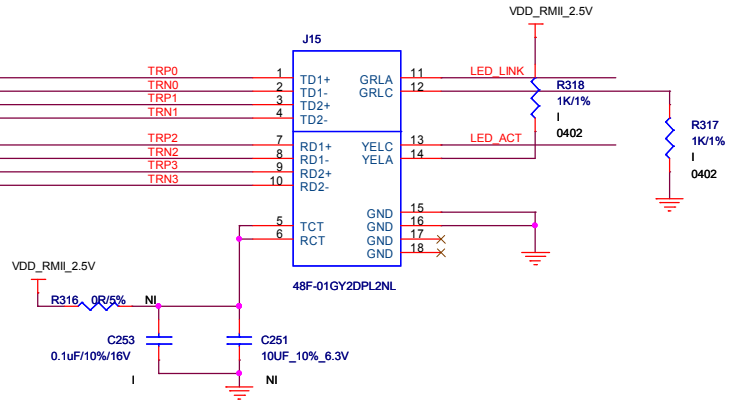 VDD_RMII_2.5V
J15
TRP0 1 TD1+ GRLA 11 LED_LINK
TRN0 2 TD1- GRLC 12
TRP1 3 TD2+
TRN1 4 TD2-
R318
1K/1%
I
0402
R317
1K/1%
I
0402
TRP2 7 RD1+ YELC 13 LED_ACT
TRN2 8 RD1- YELA 14
TRP3 9 RD2+
TRN3 10 RD2-
GND 15
5 TCT GND 16
6 RCT GND 17
GND 18
48F-01GY2DPL2NL
VDD_RMII_2.5V
R316 0R/5% NI
C253
0.1uF/10%/16V
I
C251
10UF_10%_6.3V
NI